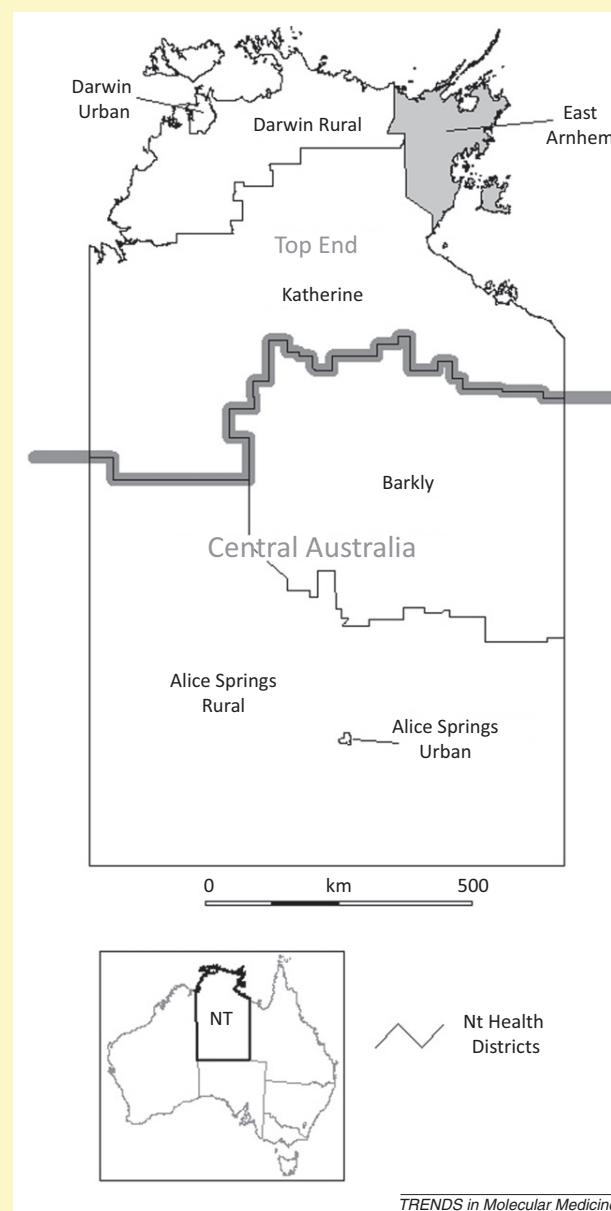 Darwin
Urban
Darwin Rural
East
Arnhem
Top End
Katherine
Barkly
Central Australia
Alice Springs
Rural
Alice Springs
Urban
0 km 500
NT
Nt Health
Districts
TRENDS in Molecular Medicine